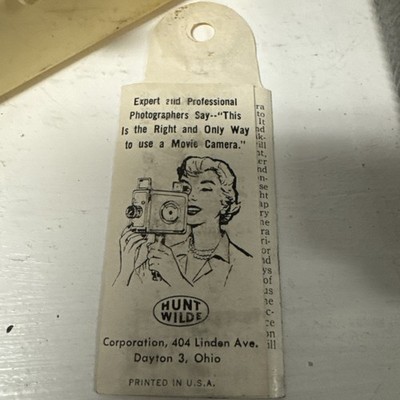 Expert and Professional
Photographers Say--"This
Is the Right and Only Way
to use a Movie Camera."
HUNT
WILDE
Corporation, 404 Linden Ave.
Dayton 3, Ohio
PRINTED IN U.S.A.